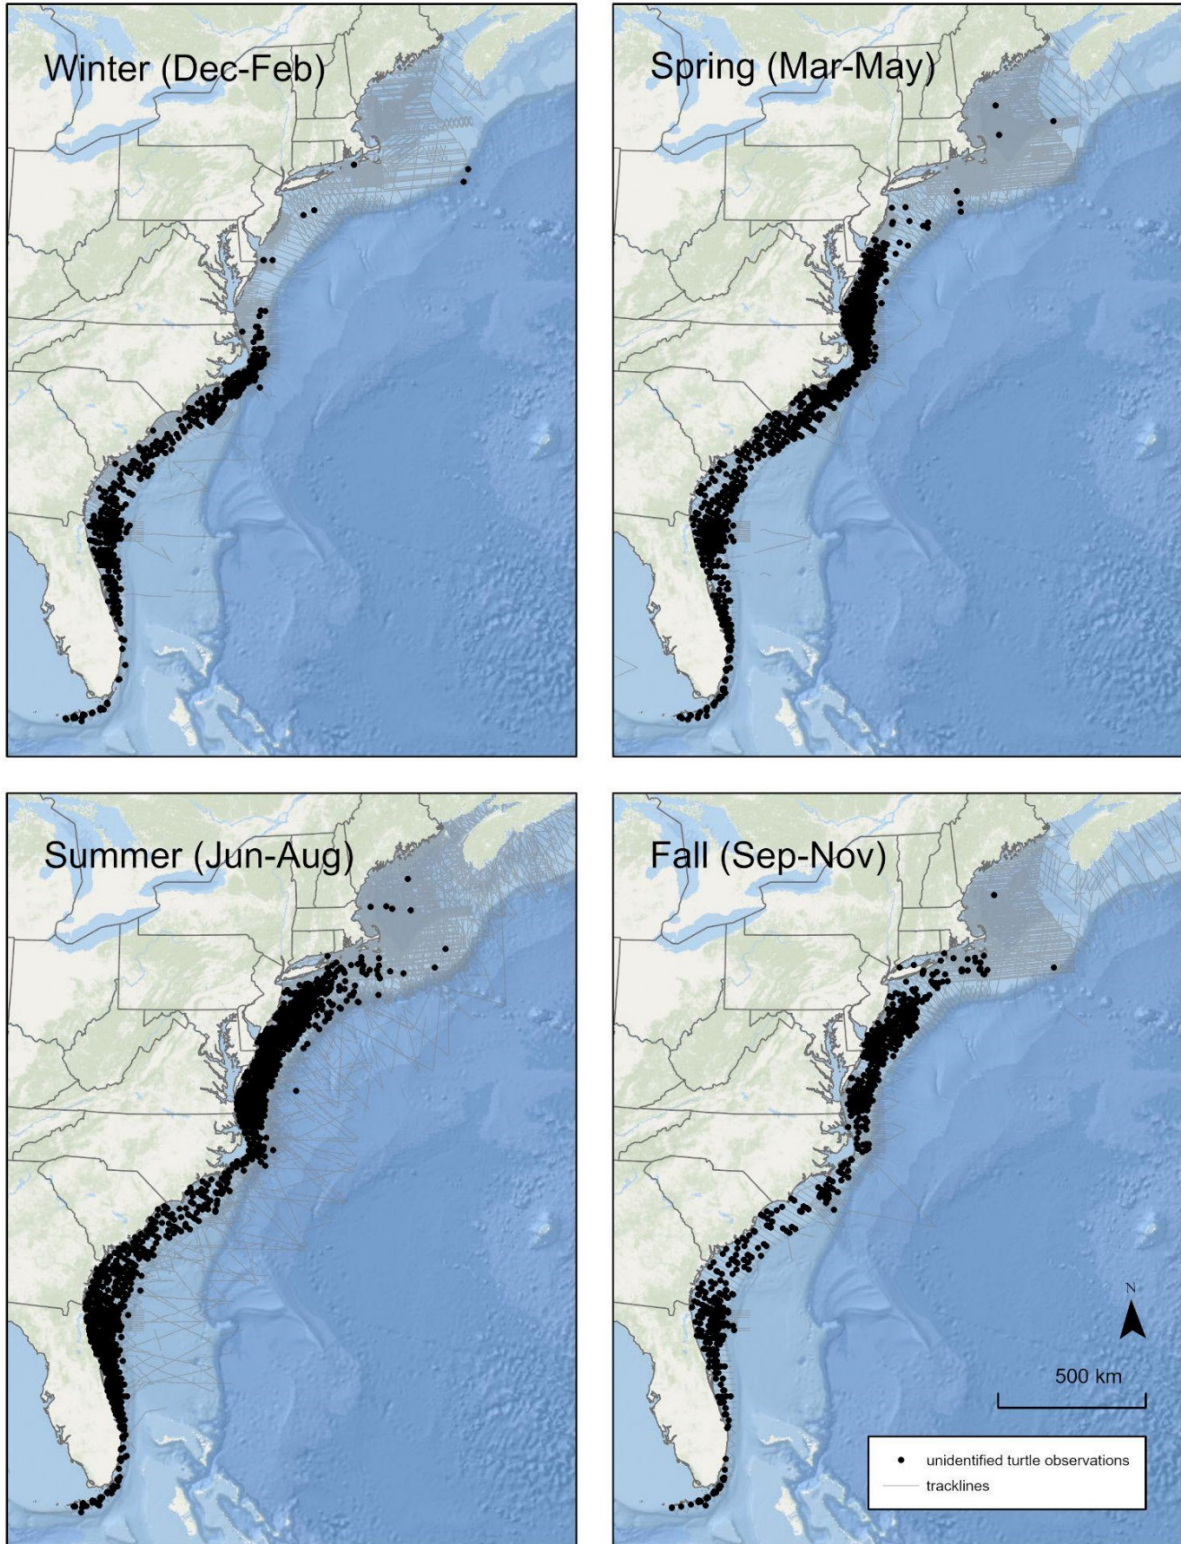 Winter (Dec-Feb)
Spring (Mar-May)
Summer (Jun-Aug)
Fall (Sep-Nov)
N
500 km
unidentified turtle observations
tracklines